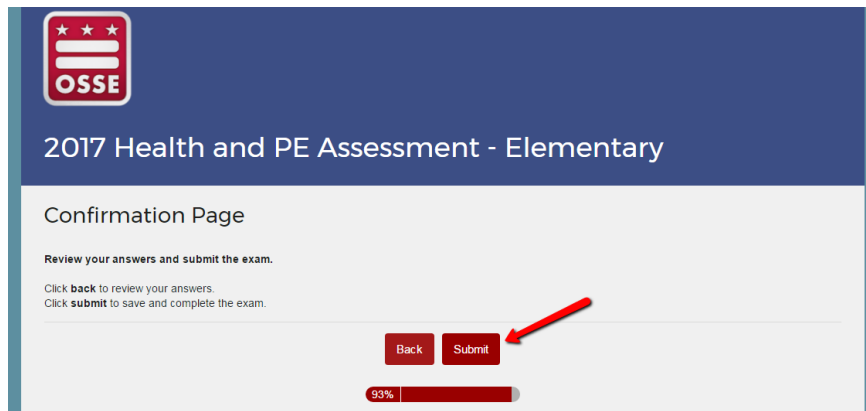 OSSE
2017 Health and PE Assessment - Elementary
Confirmation Page
Review your answers and submit the exam.
Click back to review your answers.
Click submit to save and complete the exam.
Back Submit
93%